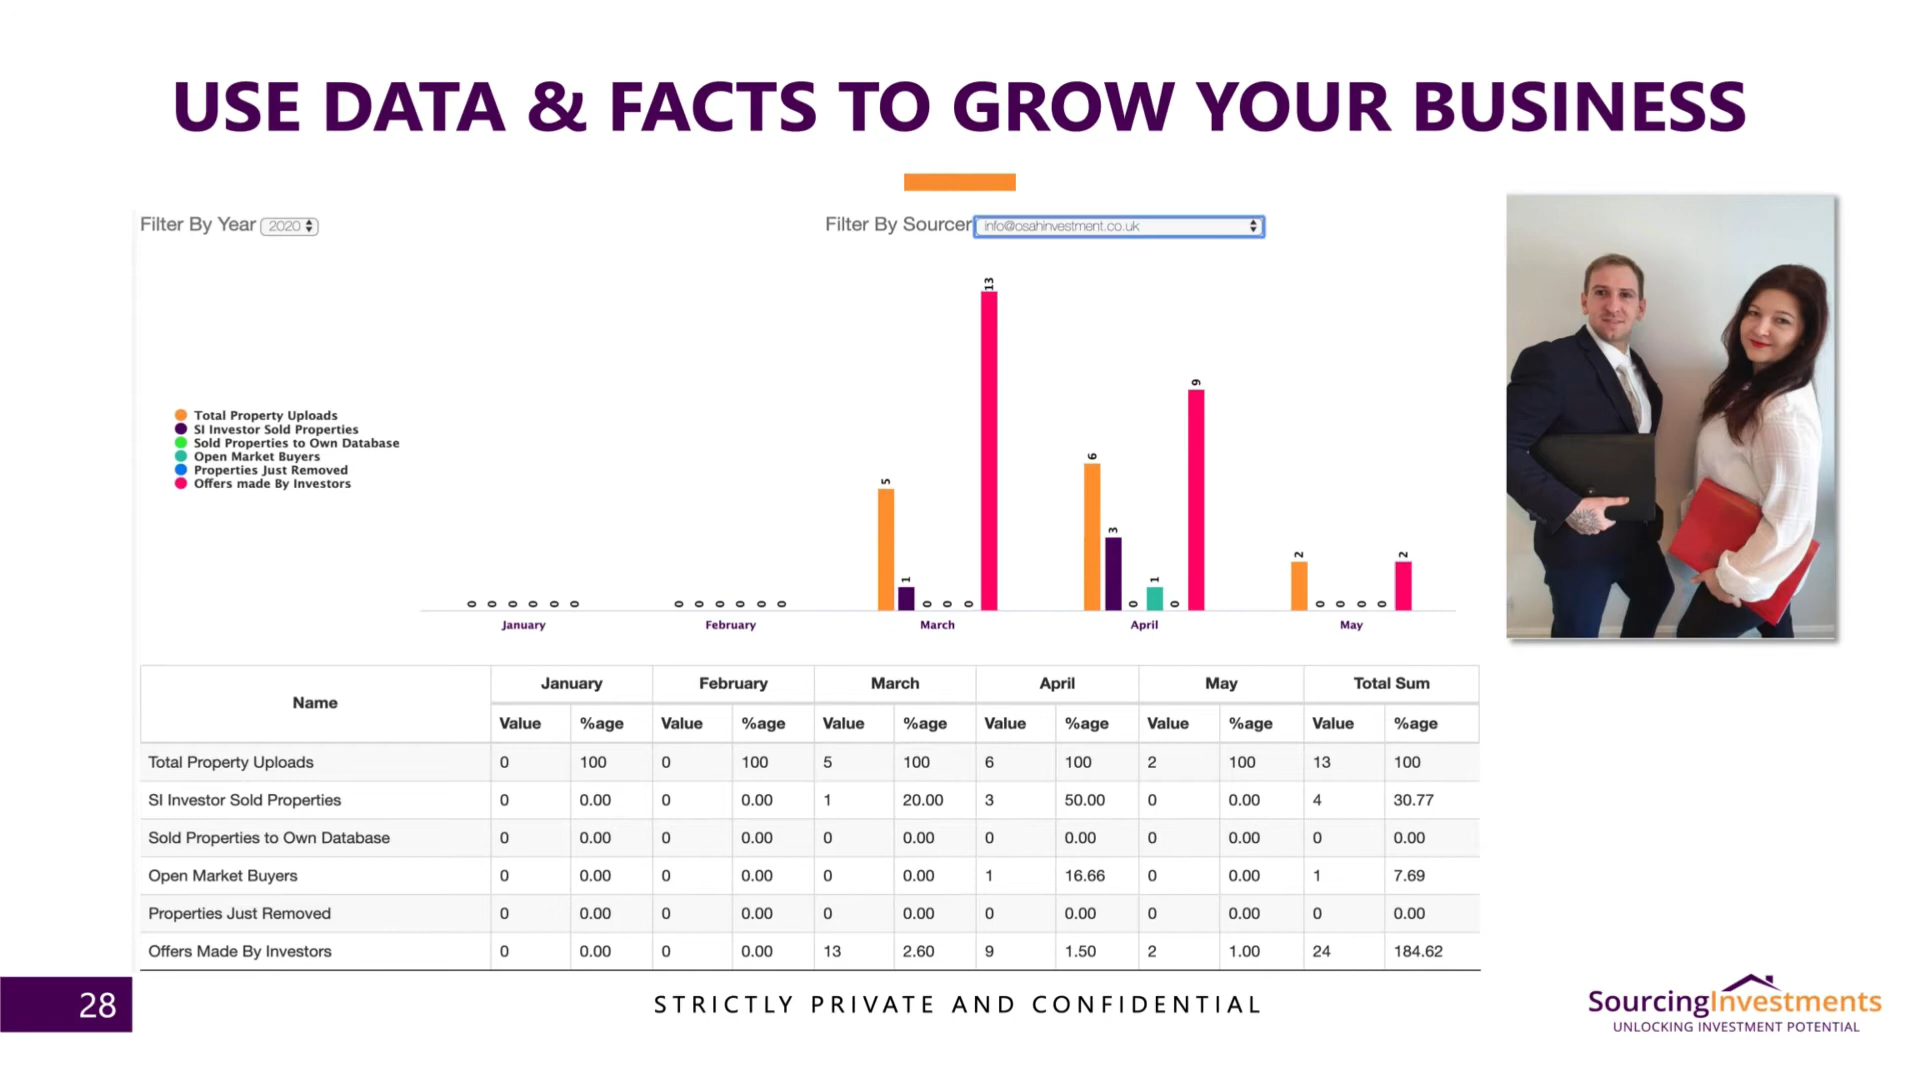 USE DATA & FACTS TO GROW YOUR BUSINESS
Filter By Year 2020
Filter By Sourcer info@osahinvestment.co.uk
Total Property Uploads
SI Investor Sold Properties
Sold Properties to Own Database
Open Market Buyers
Properties Just Removed
Offers made By Investors
0 0 0 0 0 0
0 0 0 0 0 0
5 1 0 0 0 13
6 3 0 1 0 9
2 0 0 0 0 2
January February March April May
Name January February March April May Total Sum
Value %age Value %age Value %age Value %age Value %age Value %age
Total Property Uploads 0 100 0 100 5 100 6 100 2 100 13 100
SI Investor Sold Properties 0 0.00 0 0.00 1 20.00 3 50.00 0 0.00 4 30.77
Sold Properties to Own Database 0 0.00 0 0.00 0 0.00 0 0.00 0 0.00 0 0.00
Open Market Buyers 0 0.00 0 0.00 0 0.00 1 16.66 0 0.00 1 7.69
Properties Just Removed 0 0.00 0 0.00 0 0.00 0 0.00 0 0.00 0 0.00
Offers Made By Investors 0 0.00 0 0.00 13 2.60 9 1.50 2 1.00 24 184.62
28
STRICTLY PRIVATE AND CONFIDENTIAL
SourcingInvestments
UNLOCKING INVESTMENT POTENTIAL